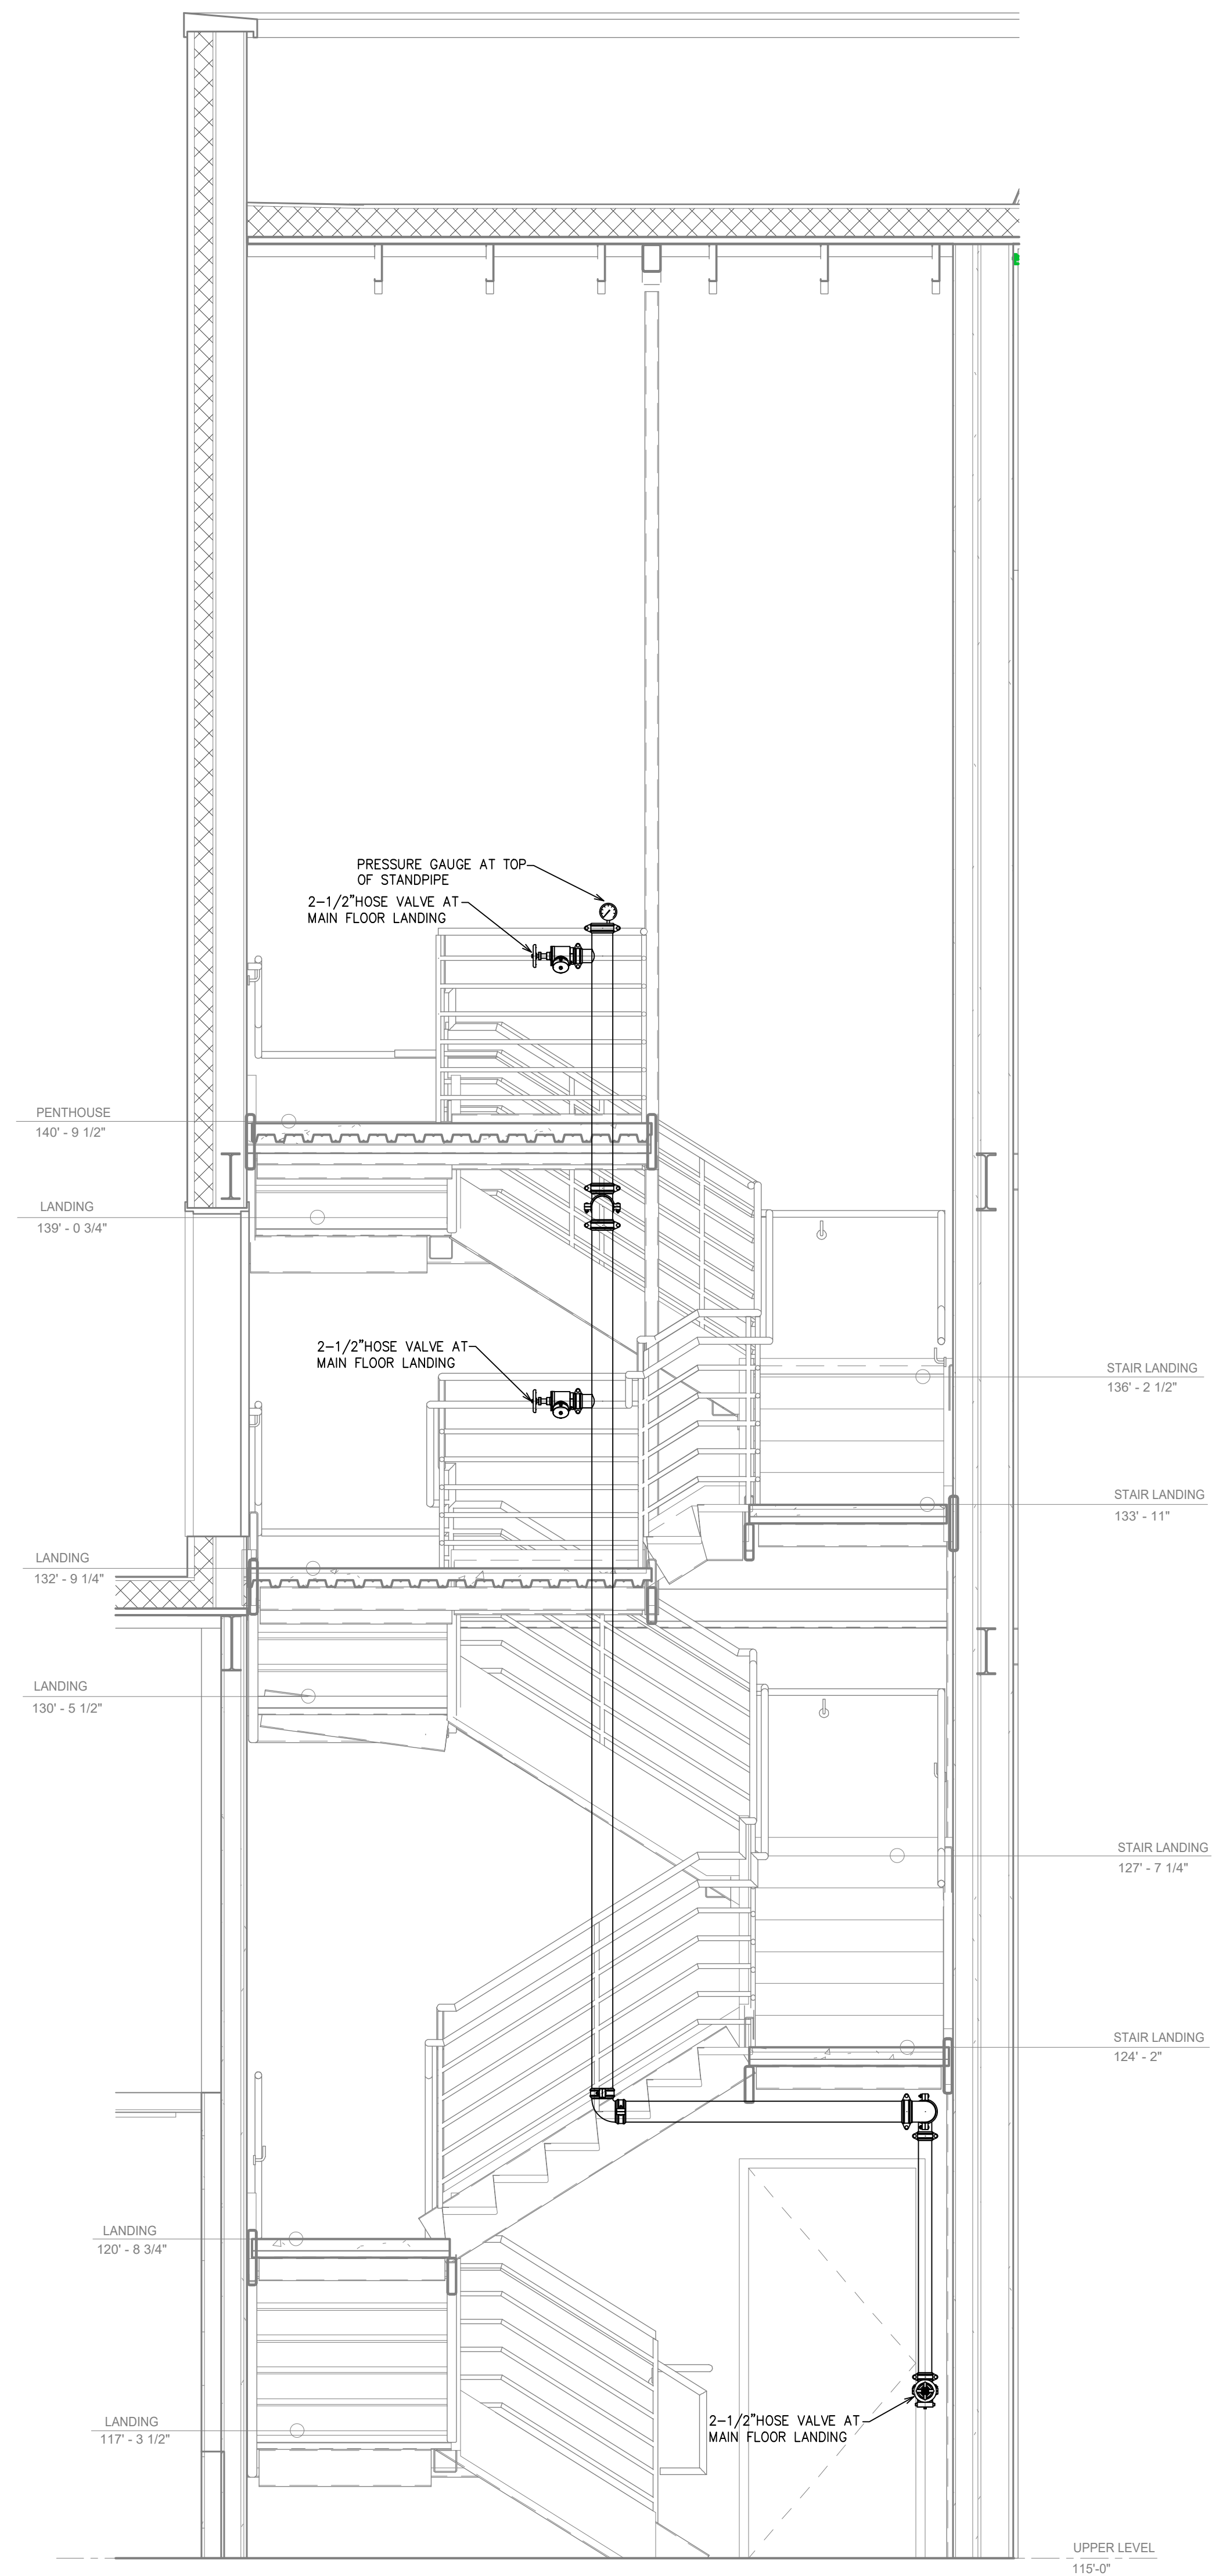 PRESSURE GAUGE AT TOP
OF STANDPIPE
2-1/2"HOSE VALVE AT
MAIN FLOOR LANDING
PENTHOUSE
140' - 9 1/2"
LANDING
139' - 0 3/4"
2-1/2"HOSE VALVE AT
MAIN FLOOR LANDING
STAIR LANDING
136' - 2 1/2"
STAIR LANDING
133' - 11"
LANDING
132' - 9 1/4"
LANDING
130' - 5 1/2"
STAIR LANDING
127' - 7 1/4"
STAIR LANDING
124' - 2"
LANDING
120' - 8 3/4"
LANDING
117' - 3 1/2"
2-1/2"HOSE VALVE AT
MAIN FLOOR LANDING
UPPER LEVEL
115'-0"